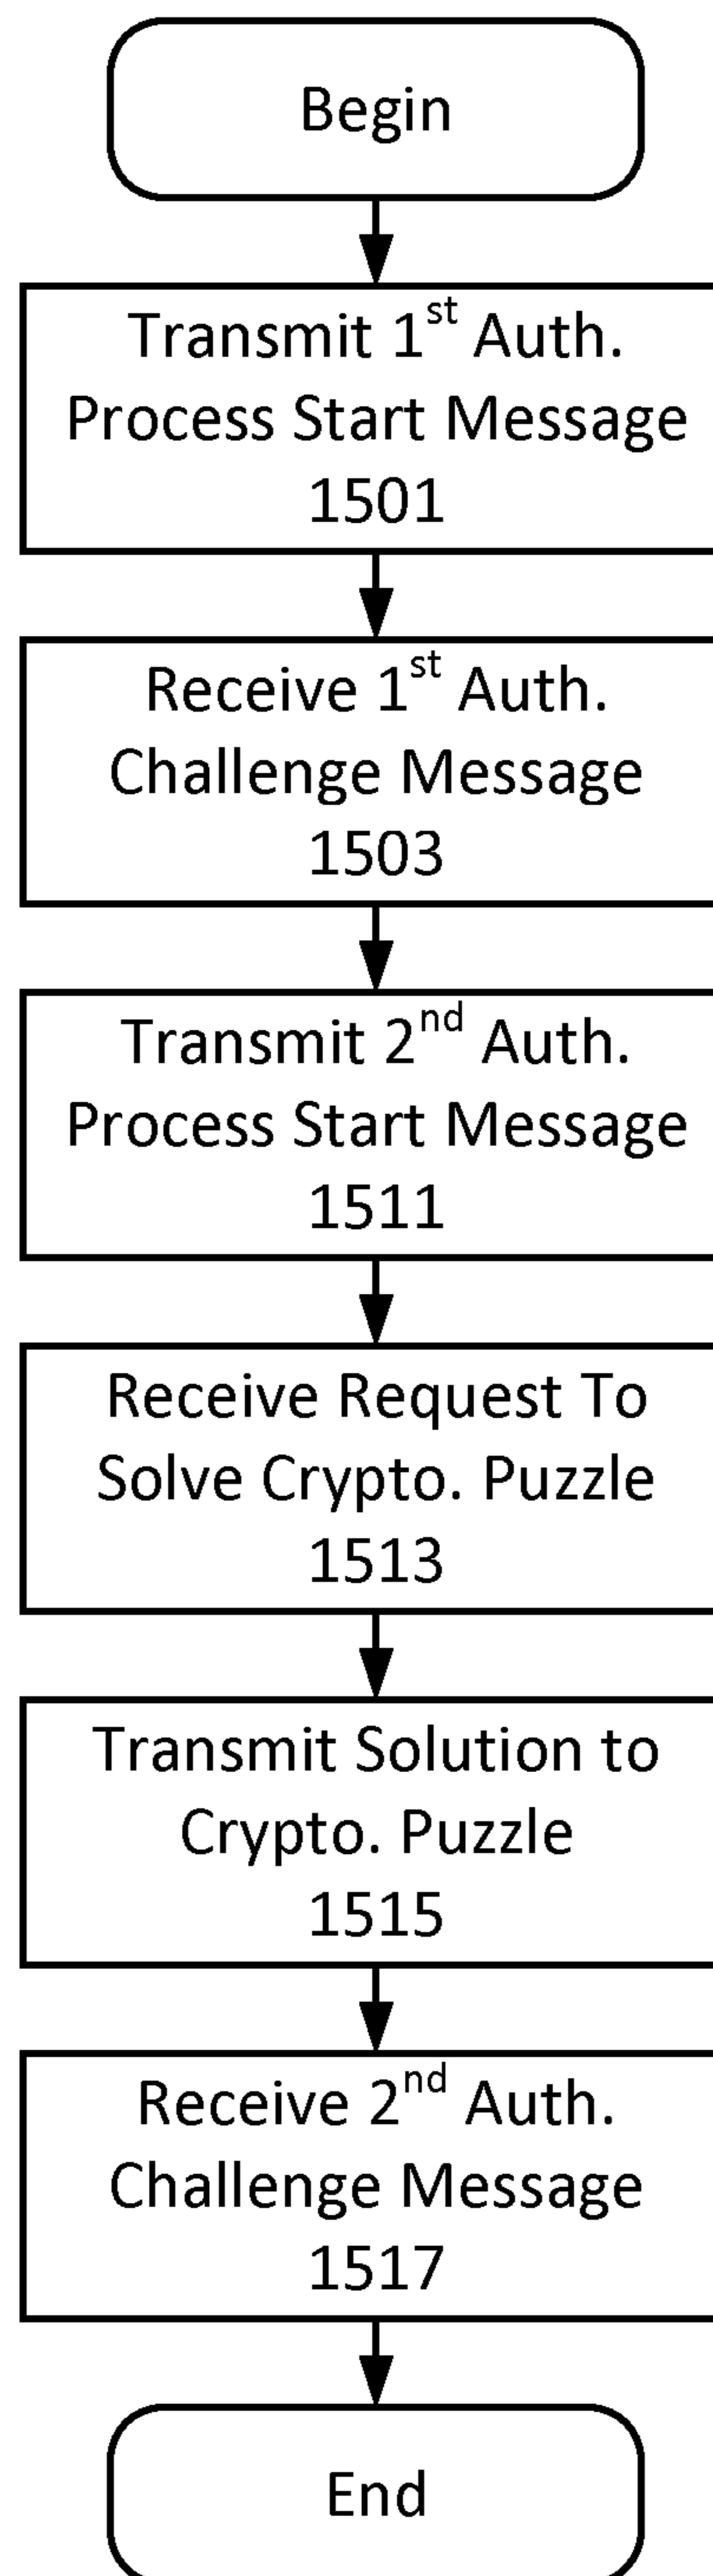 Begin
Transmit 1st Auth.
Process Start Message
1501
Receive 1st Auth.
Challenge Message
1503
Transmit 2nd Auth.
Process Start Message
1511
Receive Request To
Solve Crypto. Puzzle
1513
Transmit Solution to
Crypto. Puzzle
1515
Receive 2nd Auth.
Challenge Message
1517
End